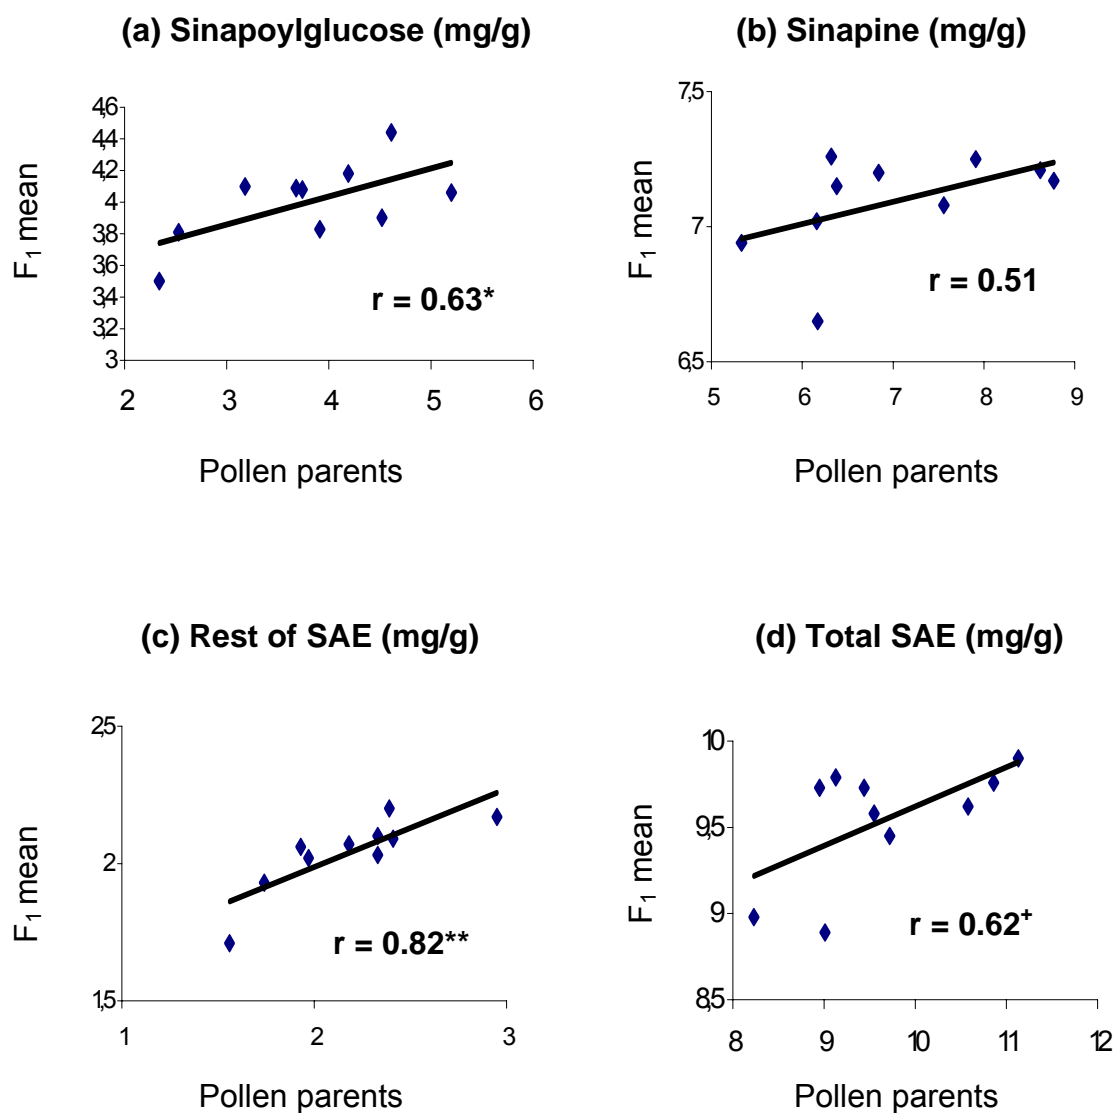 (a) Sinapoylglucose (mg/g)
4,6
4,4
4,2
4
3,8
3,6
3,4
3,2
3
F1 mean
r = 0.63*
2 3 4 5 6
Pollen parents
(b) Sinapine (mg/g)
7,5
7
6,5
F1 mean
r = 0.51
5 6 7 8 9
Pollen parents
(c) Rest of SAE (mg/g)
2,5
2
1,5
F1 mean
r = 0.82**
1 2 3
Pollen parents
(d) Total SAE (mg/g)
10
9,5
9
8,5
F1 mean
r = 0.62+
8 9 10 11 12
Pollen parents